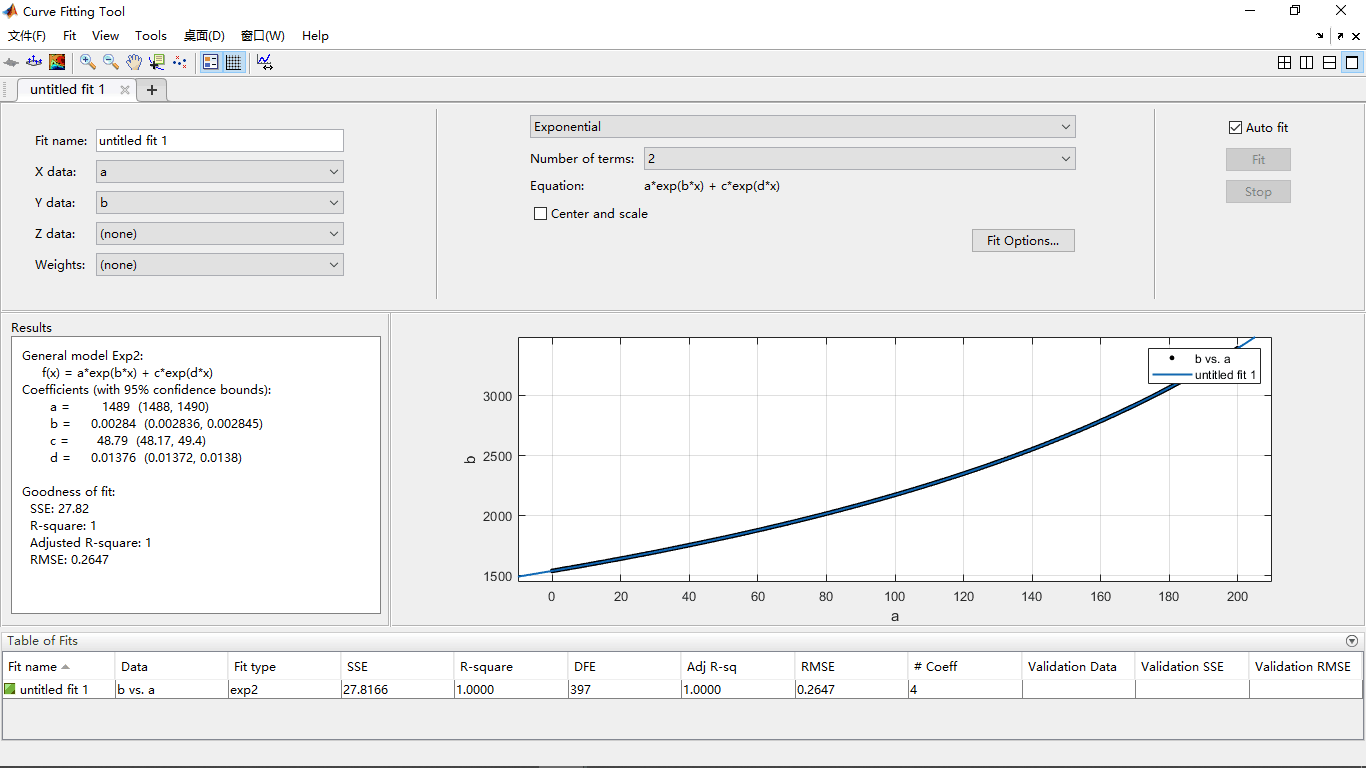 Curve Fitting Tool
文件(F) Fit View Tools 桌面(D) 窗口(W) Help
untitled fit 1
Fit name: untitled fit 1
X data: a
Y data: b
Z data: (none)
Weights: (none)
Exponential
Number of terms: 2
Equation: a*exp(b*x) + c*exp(d*x)
Center and scale
Fit Options...
Auto fit
Fit
Stop
Results
General model Exp2:
f(x) = a*exp(b*x) + c*exp(d*x)
Coefficients (with 95% confidence bounds):
a = 1489 (1488, 1490)
b = 0.00284 (0.002836, 0.002845)
c = 48.79 (48.17, 49.4)
d = 0.01376 (0.01372, 0.0138)
Goodness of fit:
SSE: 27.82
R-square: 1
Adjusted R-square: 1
RMSE: 0.2647
b vs. a
untitled fit 1
3000
2500
2000
1500
b
0 20 40 60 80 100 120 140 160 180 200
a
Table of Fits
Fit name Data Fit type SSE R-square DFE Adj R-sq RMSE # Coeff Validation Data Validation SSE Validation RMSE
untitled fit 1 b vs. a exp2 27.8166 1.0000 397 1.0000 0.2647 4